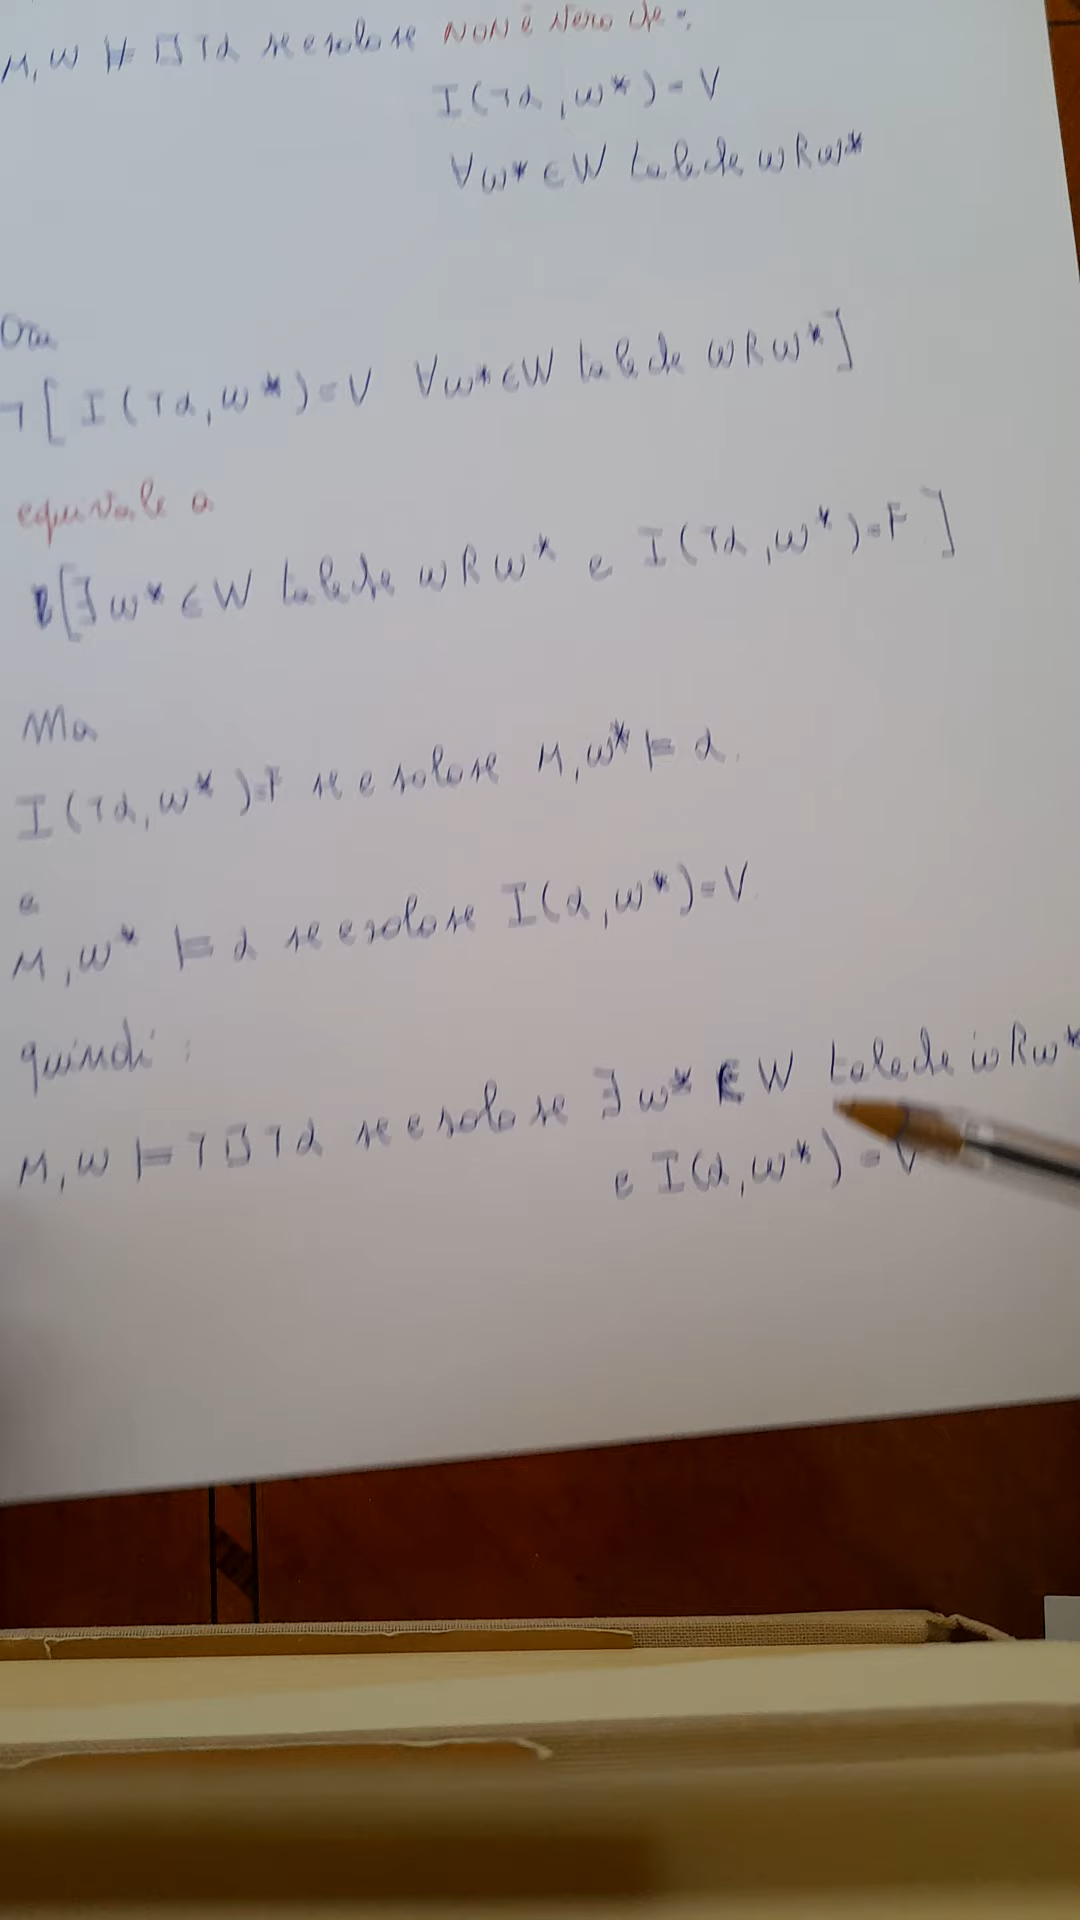 M, w ⊭ □ ¬α se e solo se NON è vero che:
I(¬α, w*) = V
∀w* ∈ W tale che wRw*
Ora
¬[I(¬α, w*) = V ∀w* ∈ W tale che wRw*]
equivale a
[∃w* ∈ W tale che wRw* e I(¬α, w*) = F]
Ma
I(¬α, w*) = F se e solo se M, w* ⊨ α.
e
M, w* ⊨ α se e solo se I(α, w*) = V.
quindi:
M, w ⊨ ¬□¬α se e solo se ∃w* ∈ W tale che wRw*
e I(α, w*) = V